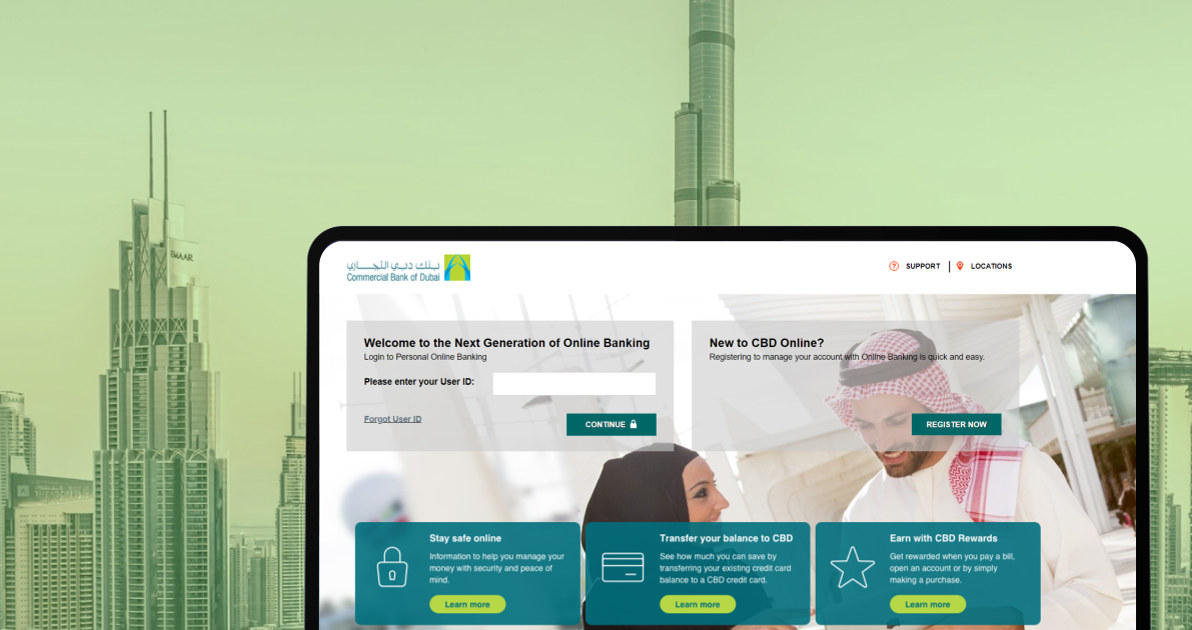 EMAAR
بنك دبي التجاري
Commercial Bank of Dubai
SUPPORT | LOCATIONS
Welcome to the Next Generation of Online Banking
Login to Personal Online Banking
Please enter your User ID:
Forgot User ID
CONTINUE
New to CBD Online?
Registering to manage your account with Online Banking is quick and easy.
REGISTER NOW
Stay safe online
Information to help you manage your
money with security and peace of
mind.
Learn more
Transfer your balance to CBD
See how much you can save by
transferring your existing credit card
balance to a CBD credit card.
Learn more
Earn with CBD Rewards
Get rewarded when you pay a bill,
open an account or by simply
making a purchase.
Learn more